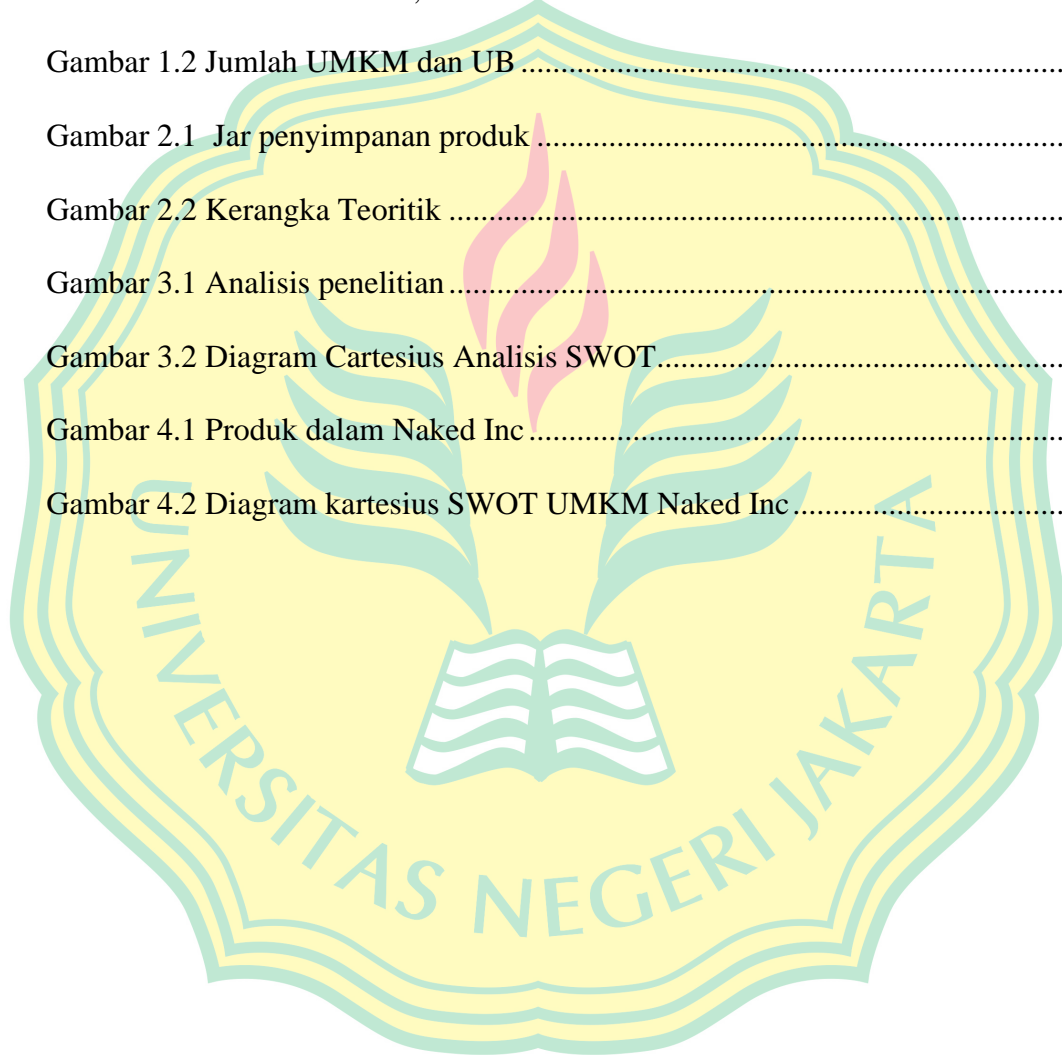 Gambar 1.2 Jumlah UMKM dan UB ........................................................................
Gambar 2.1  Jar penyimpanan produk ......................................................................
Gambar 2.2 Kerangka Teoritik ..................................................................................
Gambar 3.1 Analisis penelitian ..................................................................................
Gambar 3.2 Diagram Cartesius Analisis SWOT.......................................................
Gambar 4.1 Produk dalam Naked Inc .......................................................................
Gambar 4.2 Diagram kartesius SWOT UMKM Naked Inc ....................................
UNIVERSITAS NEGERI JAKARTA